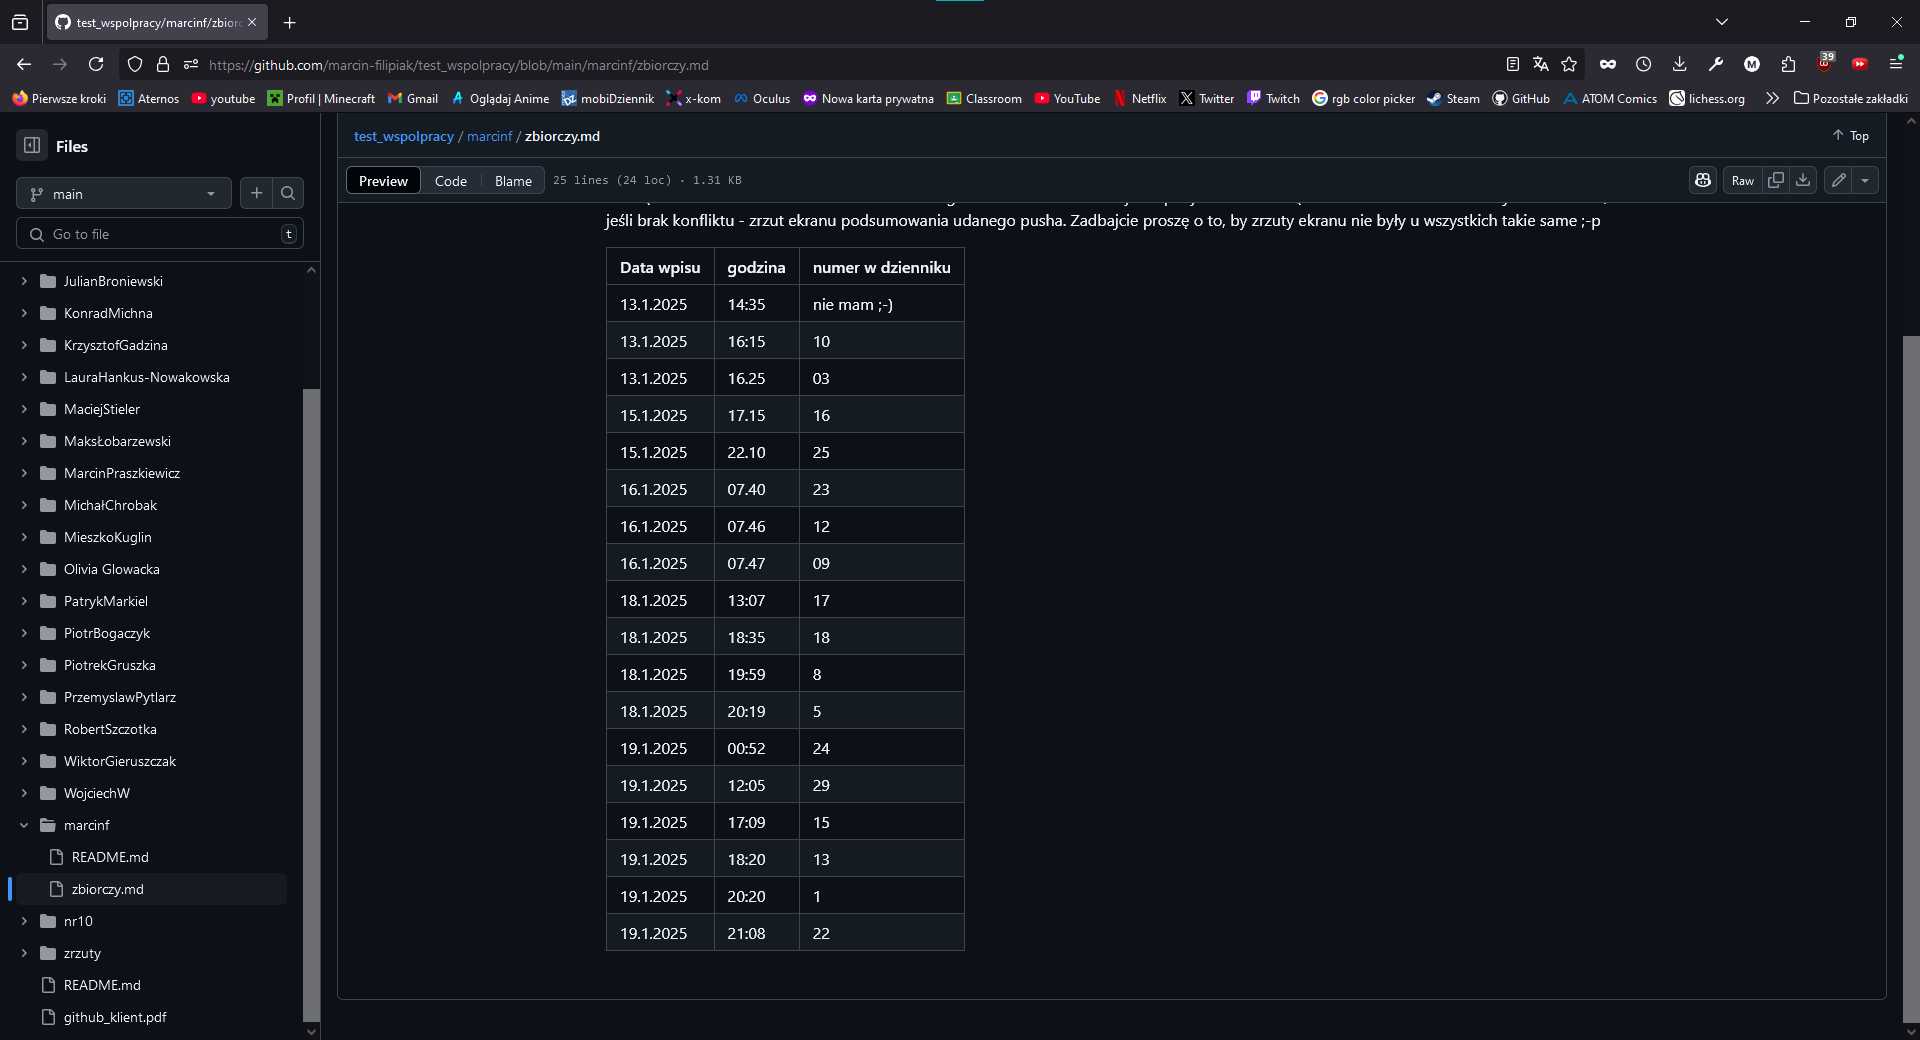 test_wspolpracy/marcinf/zbiorc
https://github.com/marcin-filipiak/test_wspolpracy/blob/main/marcinf/zbiorczy.md
39
Pierwsze kroki
Aternos
youtube
Profil | Minecraft
Gmail
Oglądaj Anime
mobiDziennik
x-kom
Oculus
Nowa karta prywatna
Classroom
YouTube
Netflix
Twitter
Twitch
rgb color picker
Steam
GitHub
ATOM Comics
lichess.org
Pozostałe zakładki
Files
main
Go to file
t
JulianBroniewski
KonradMichna
KrzysztofGadzina
LauraHankus-Nowakowska
MaciejStieler
MaksŁobarzewski
MarcinPraszkiewicz
MichałChrobak
MieszkoKuglin
Olivia Glowacka
PatrykMarkiel
PiotrBogaczyk
PiotrekGruszka
PrzemyslawPytlarz
RobertSzczotka
WiktorGieruszczak
WojciechW
marcinf
README.md
zbiorczy.md
nr10
zrzuty
README.md
github_klient.pdf
test_wspolpracy / marcinf / zbiorczy.md
Top
Preview
Code
Blame
25 lines (24 loc) · 1.31 KB
Raw
jeśli brak konfliktu - zrzut ekranu podsumowania udanego pusha. Zadbajcie proszę o to, by zrzuty ekranu nie były u wszystkich takie same ;-p
Data wpisu godzina numer w dzienniku
13.1.2025 14:35 nie mam ;-)
13.1.2025 16:15 10
13.1.2025 16.25 03
15.1.2025 17.15 16
15.1.2025 22.10 25
16.1.2025 07.40 23
16.1.2025 07.46 12
16.1.2025 07.47 09
18.1.2025 13:07 17
18.1.2025 18:35 18
18.1.2025 19:59 8
18.1.2025 20:19 5
19.1.2025 00:52 24
19.1.2025 12:05 29
19.1.2025 17:09 15
19.1.2025 18:20 13
19.1.2025 20:20 1
19.1.2025 21:08 22